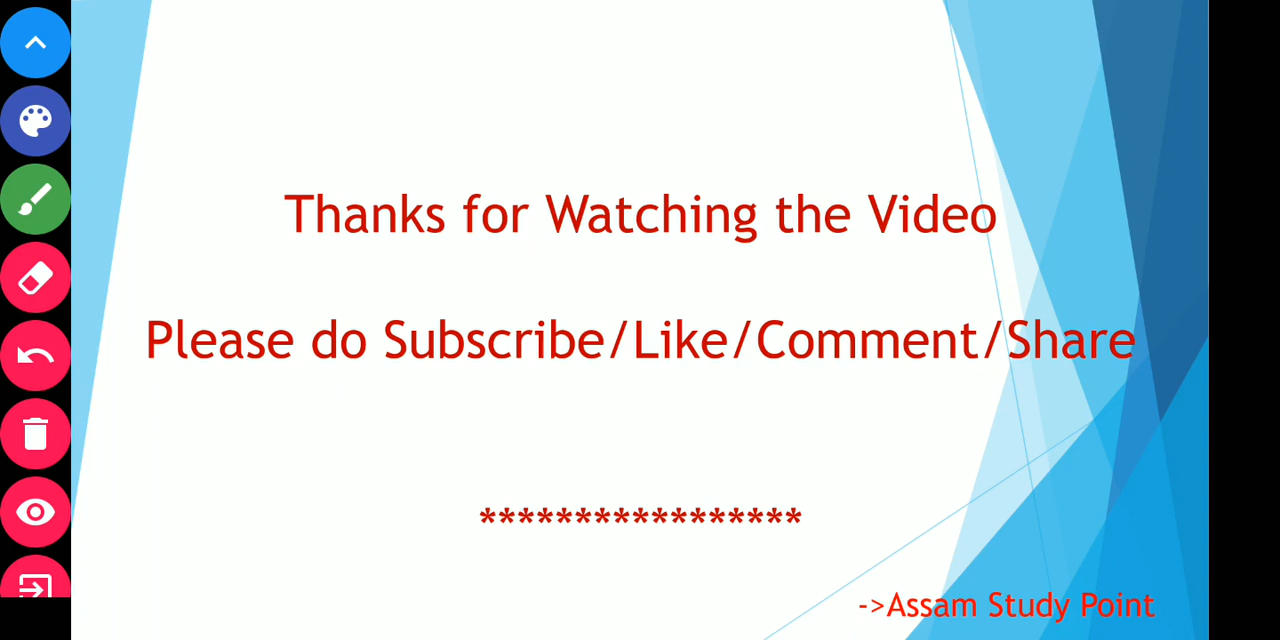 Thanks for Watching the Video
Please do Subscribe/Like/Comment/Share
*****************
->Assam Study Point